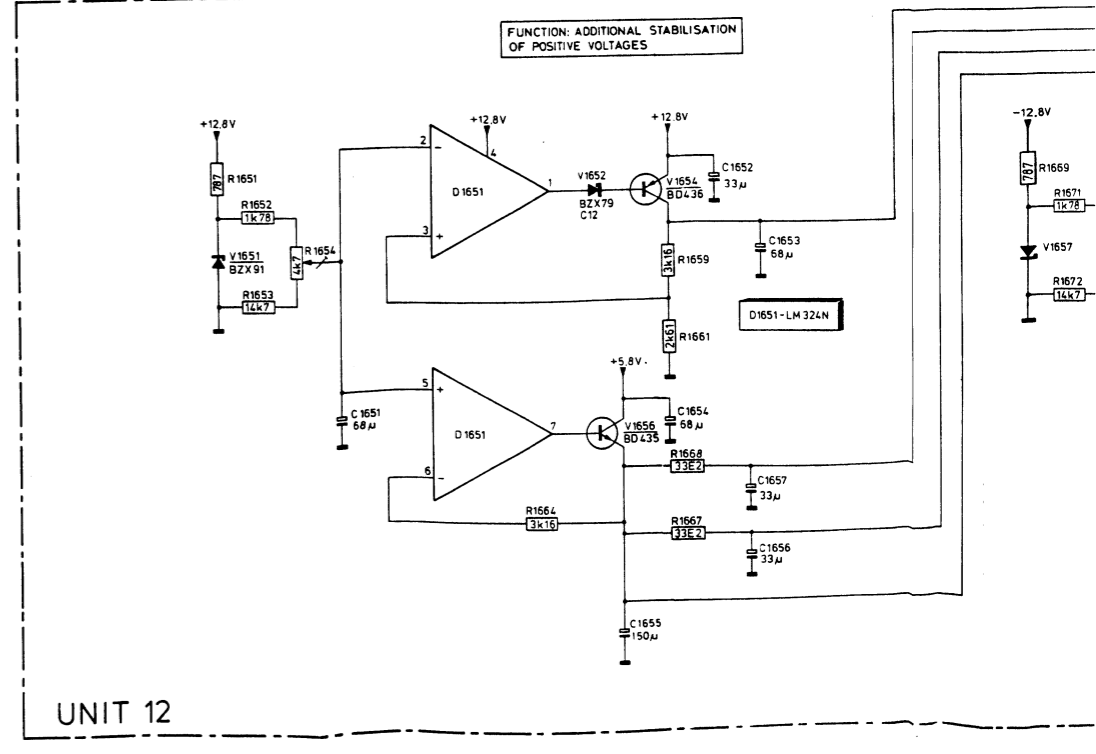 FUNCTION: ADDITIONAL STABILISATION
OF POSITIVE VOLTAGES
+12.8V
787
R1651
R1652
1k78
V1651
BZX91
R1653
14k7
R1654
4k7
C1651
68µ
+12.8V
2
-
4
D1651
1
3
+
V1652
BZX79
C12
+12.8V
V1654
BD436
C1652
33µ
C1653
68µ
3k16
R1659
2k61
R1661
D1651-LM324N
5
+
D1651
7
6
-
+5.8V
V1656
BD435
C1654
68µ
R1668
33E2
C1657
33µ
R1664
3k16
R1667
33E2
C1656
33µ
C1655
150µ
-12.8V
787
R1669
R1671
1k78
V1657
R1672
14k7
UNIT 12